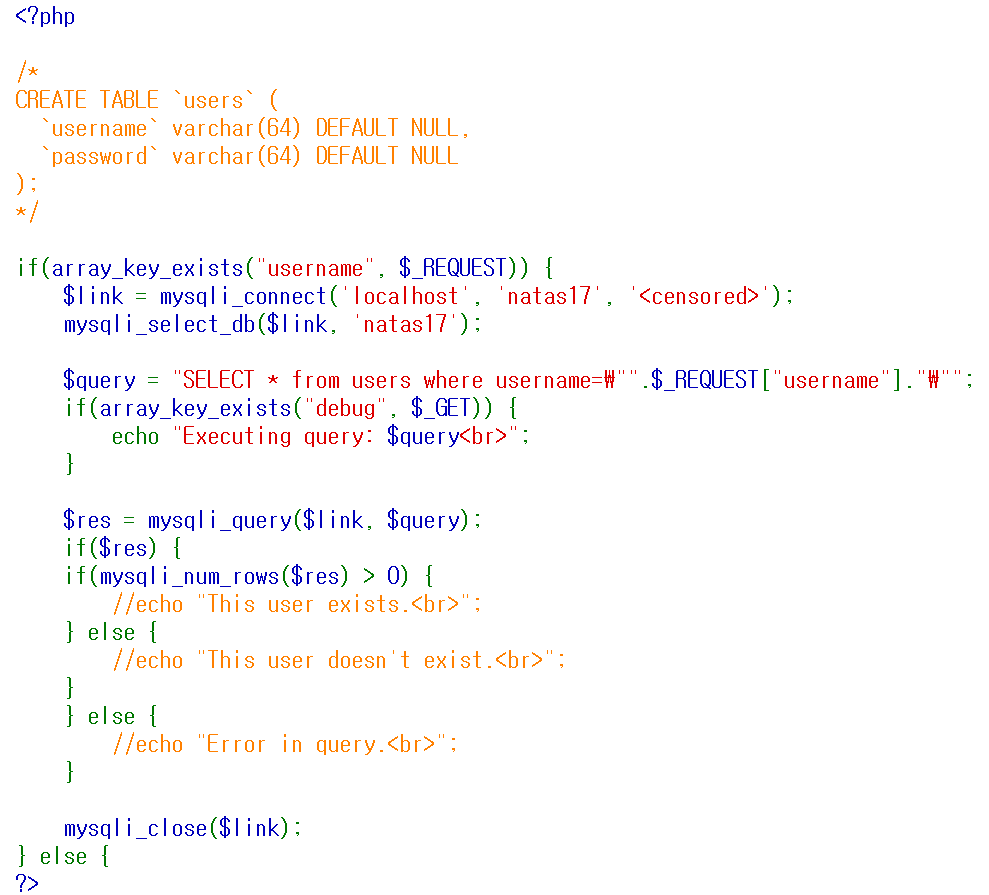 <?php

/*
CREATE TABLE `users` (
  `username` varchar(64) DEFAULT NULL,
  `password` varchar(64) DEFAULT NULL
);
*/

if(array_key_exists("username", $_REQUEST)) {
    $link = mysqli_connect('localhost', 'natas17', '<censored>');
    mysqli_select_db($link, 'natas17');

    $query = "SELECT * from users where username=₩"".$_REQUEST["username"]."₩"";
    if(array_key_exists("debug", $_GET)) {
        echo "Executing query: $query<br>";
    }

    $res = mysqli_query($link, $query);
    if($res) {
    if(mysqli_num_rows($res) > 0) {
        //echo "This user exists.<br>";
    } else {
        //echo "This user doesn't exist.<br>";
    }
    } else {
        //echo "Error in query.<br>";
    }

    mysqli_close($link);
} else {
?>